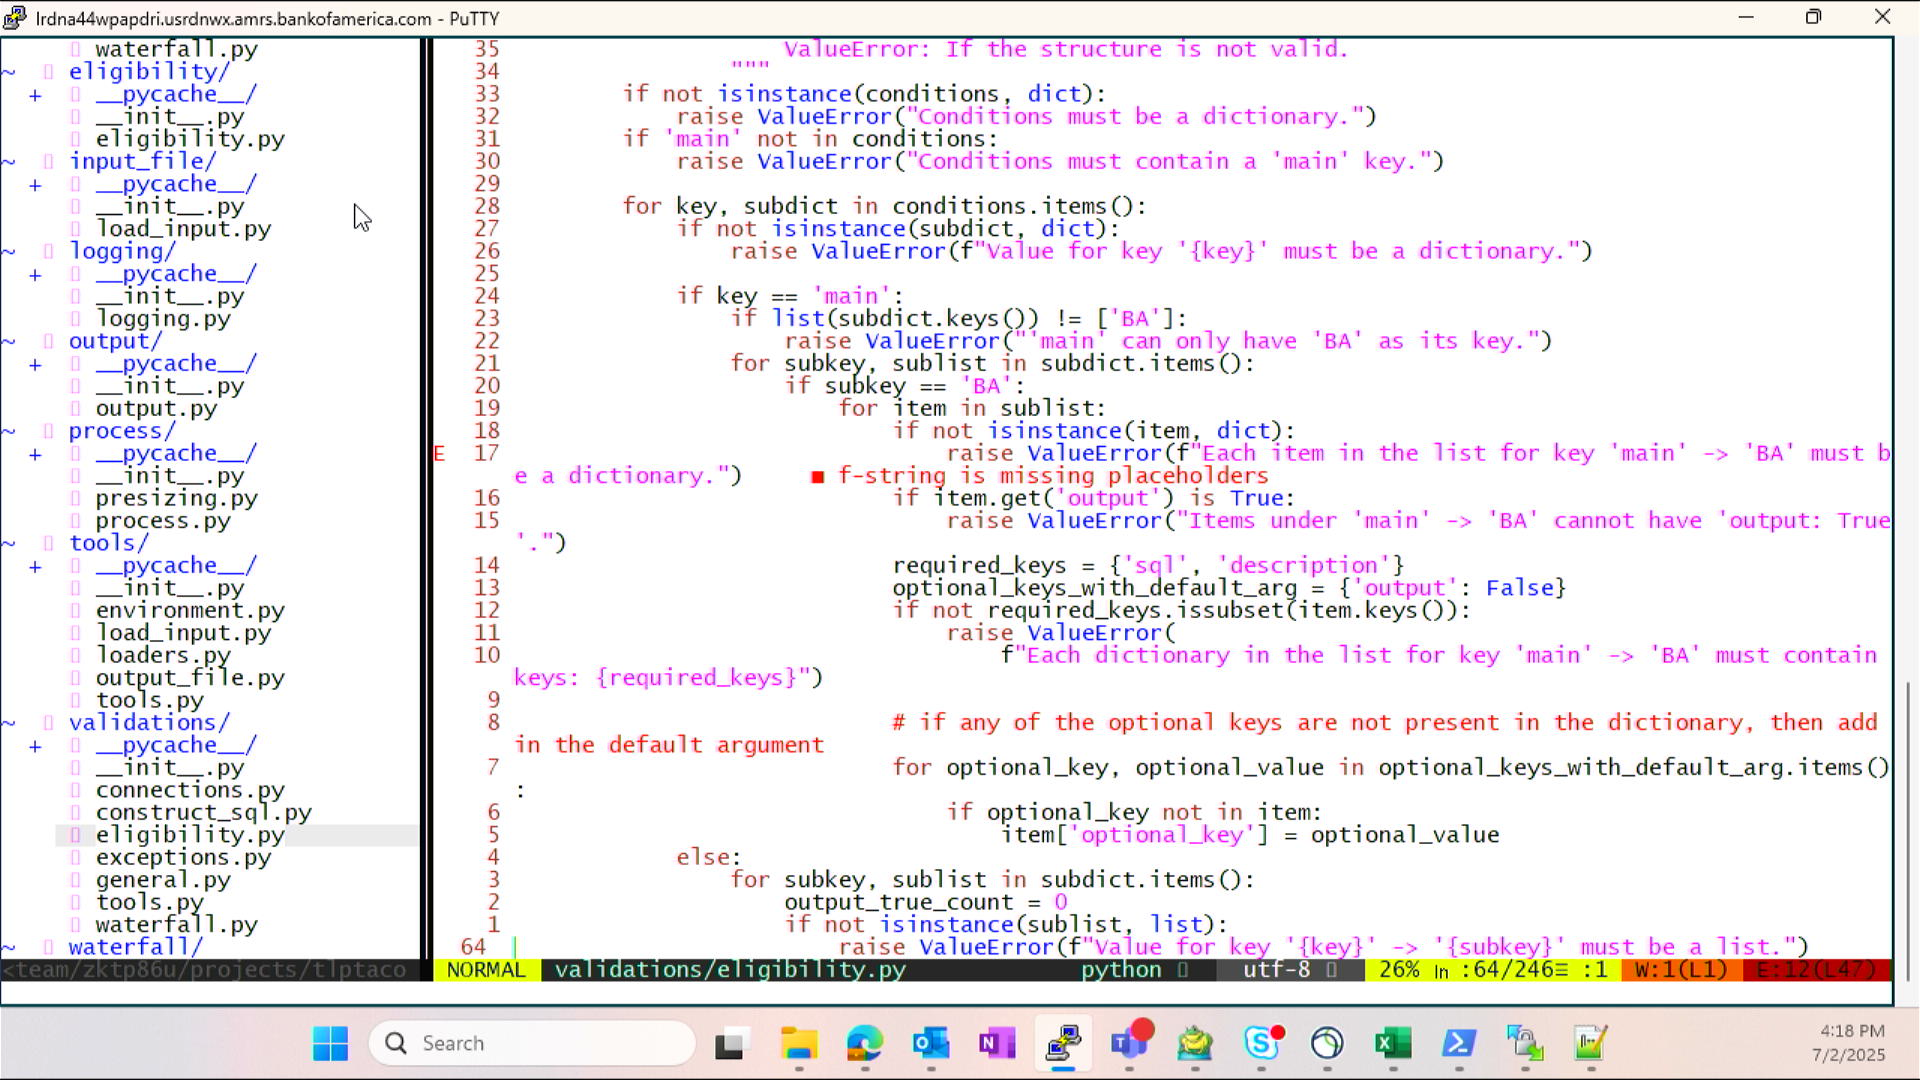 lrdna44wpapdri.usrdnwx.amrs.bankofamerica.com - PuTTY
waterfall.py
~ eligibility/
+ __pycache__/
__init__.py
eligibility.py
~ input_file/
+ __pycache__/
__init__.py
load_input.py
~ logging/
+ __pycache__/
__init__.py
logging.py
~ output/
+ __pycache__/
__init__.py
output.py
~ process/
+ __pycache__/
__init__.py
presizing.py
process.py
~ tools/
+ __pycache__/
__init__.py
environment.py
load_input.py
loaders.py
output_file.py
tools.py
~ validations/
+ __pycache__/
__init__.py
connections.py
construct_sql.py
eligibility.py
exceptions.py
general.py
tools.py
waterfall.py
~ waterfall/
<team/zktp86u/projects/tlptaco
35 ValueError: If the structure is not valid.
34 """
33 if not isinstance(conditions, dict):
32 raise ValueError("Conditions must be a dictionary.")
31 if 'main' not in conditions:
30 raise ValueError("Conditions must contain a 'main' key.")
29
28 for key, subdict in conditions.items():
27 if not isinstance(subdict, dict):
26 raise ValueError(f"Value for key '{key}' must be a dictionary.")
25
24 if key == 'main':
23 if list(subdict.keys()) != ['BA']:
22 raise ValueError("'main' can only have 'BA' as its key.")
21 for subkey, sublist in subdict.items():
20 if subkey == 'BA':
19 for item in sublist:
18 if not isinstance(item, dict):
E 17 raise ValueError(f"Each item in the list for key 'main' -> 'BA' must b
e a dictionary.") ■ f-string is missing placeholders
16 if item.get('output') is True:
15 raise ValueError("Items under 'main' -> 'BA' cannot have 'output: True
'.")
14 required_keys = {'sql', 'description'}
13 optional_keys_with_default_arg = {'output': False}
12 if not required_keys.issubset(item.keys()):
11 raise ValueError(
10 f"Each dictionary in the list for key 'main' -> 'BA' must contain
keys: {required_keys}")
9
8 # if any of the optional keys are not present in the dictionary, then add
in the default argument
7 for optional_key, optional_value in optional_keys_with_default_arg.items()
:
6 if optional_key not in item:
5 item['optional_key'] = optional_value
4 else:
3 for subkey, sublist in subdict.items():
2 output_true_count = 0
1 if not isinstance(sublist, list):
64 raise ValueError(f"Value for key '{key}' -> '{subkey}' must be a list.")
NORMAL validations/eligibility.py python utf-8 26% ln :64/246≡ :1 W:1(L1) E:12(L47)
Search
4:18 PM
7/2/2025